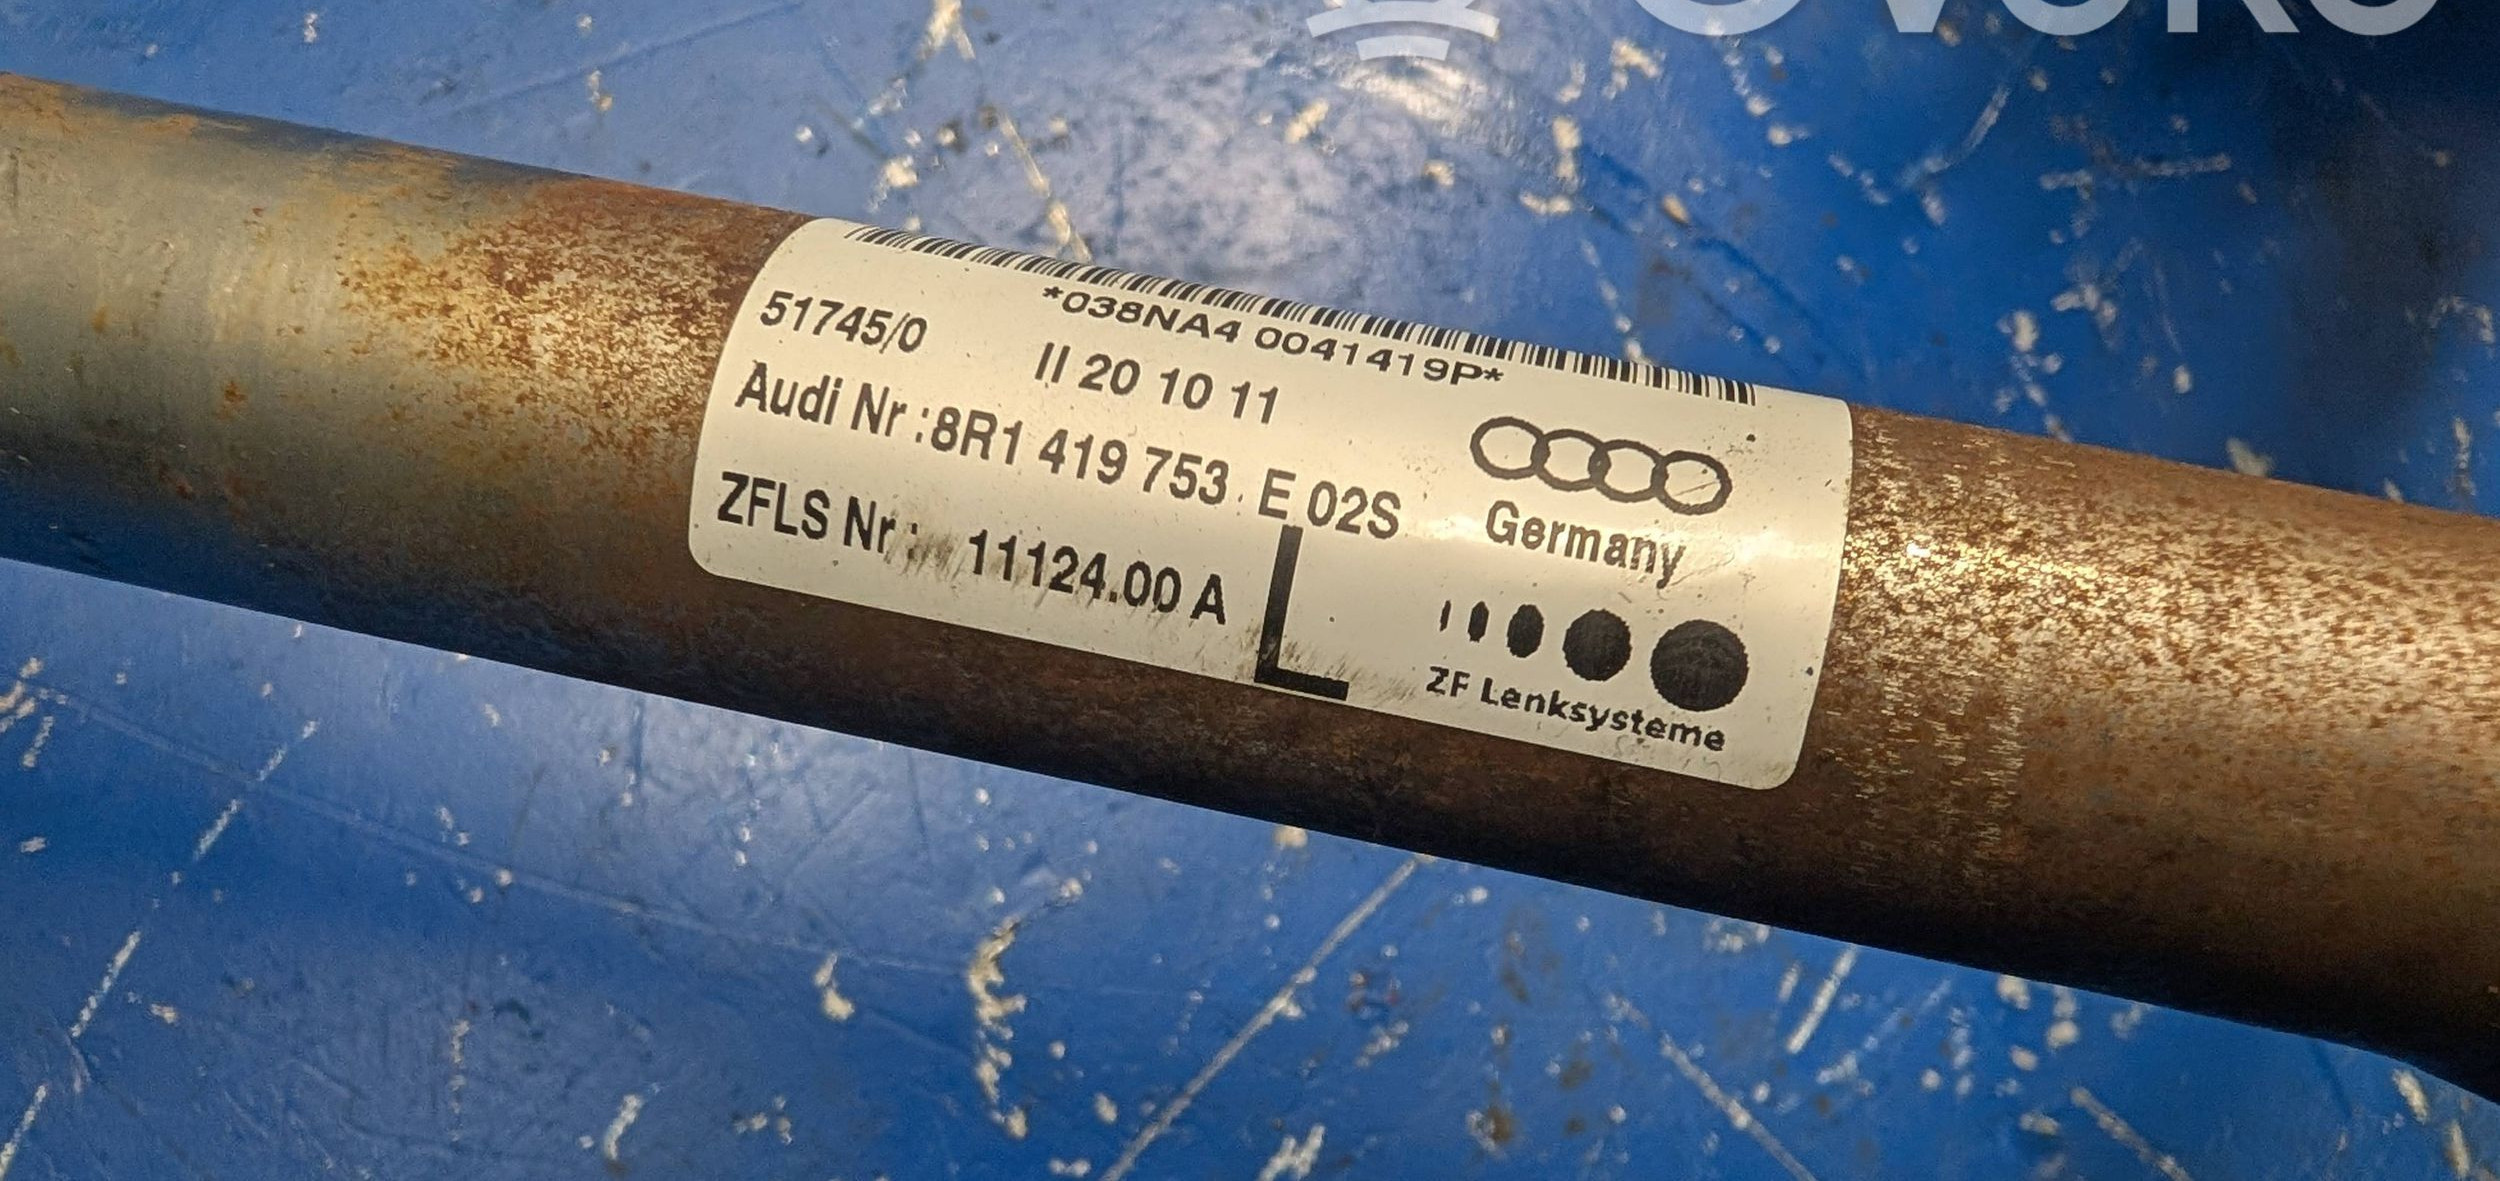 *038NA4 0041419P*
51745/0
II 20 10 11
Audi Nr :8R1 419 753 E 02S
ZFLS Nr : 11124.00 A
L
Germany
ZF Lenksysteme